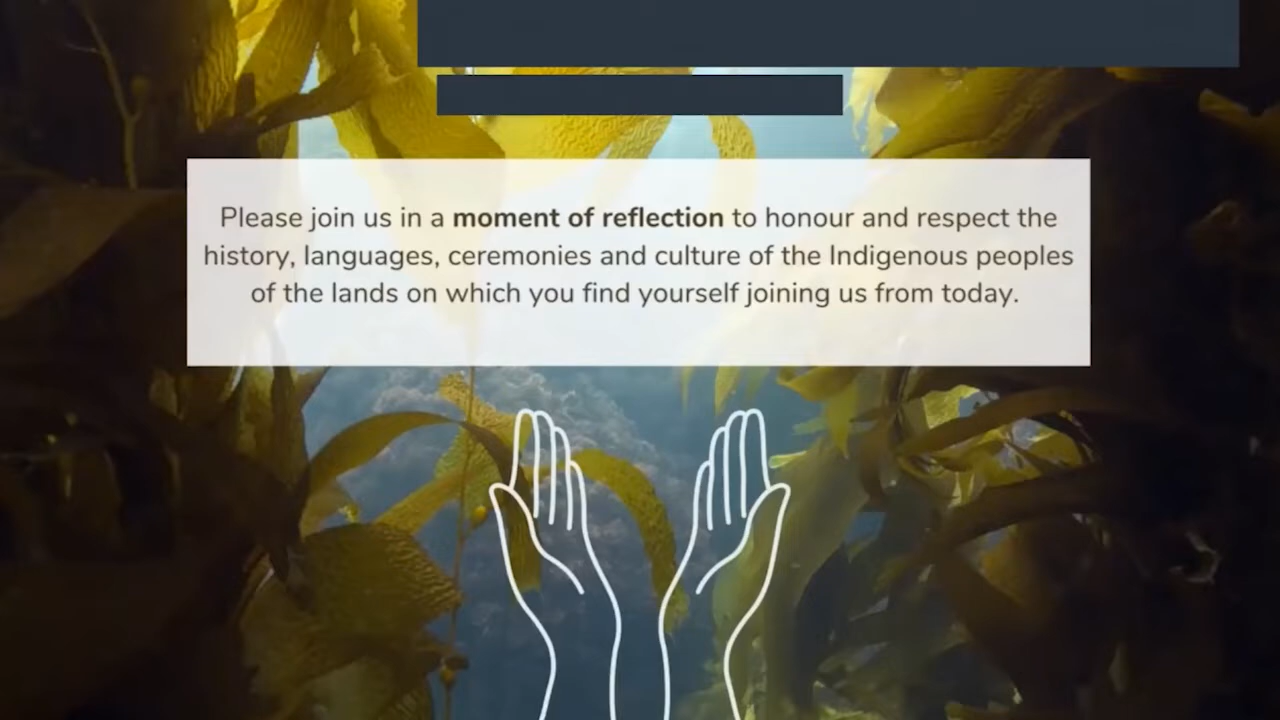 Please join us in a moment of reflection to honour and respect the
history, languages, ceremonies and culture of the Indigenous peoples
of the lands on which you find yourself joining us from today.